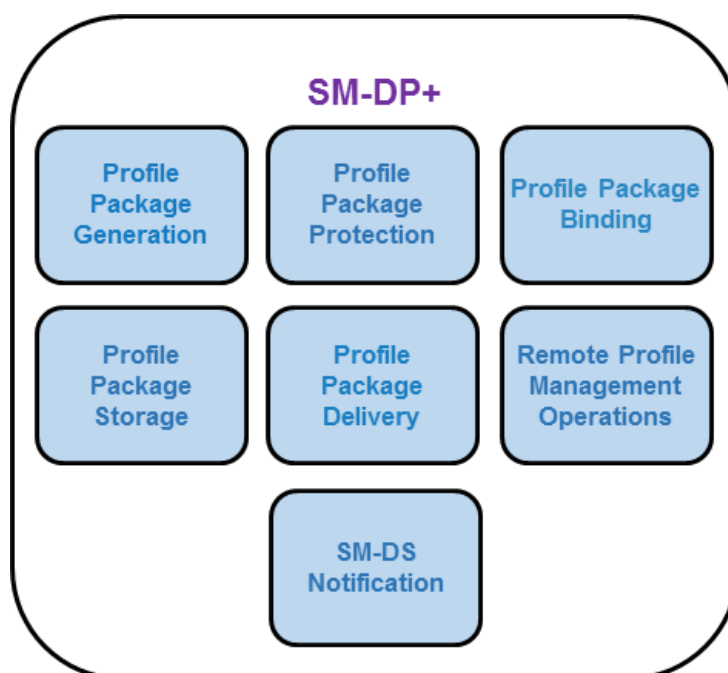 SM-DP+
Profile
Package
Generation
Profile
Package
Protection
Profile Package
Binding
Profile
Package
Storage
Profile
Package
Delivery
Remote Profile
Management
Operations
SM-DS
Notification